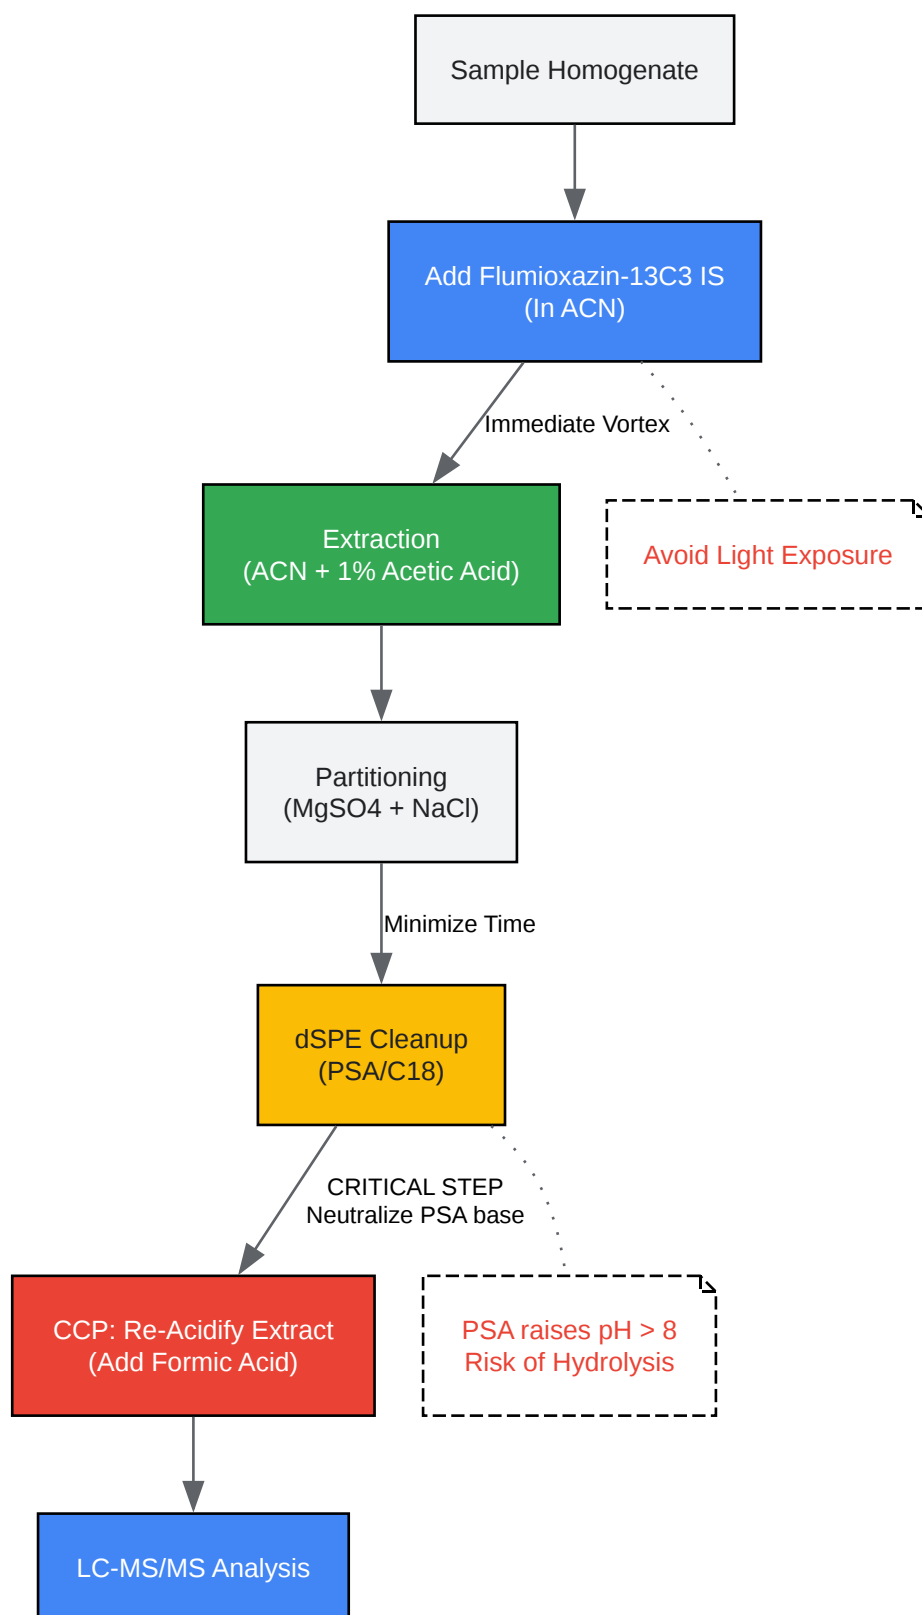 Sample Homogenate
Add Flumioxazin-13C3 IS
(In ACN)
Immediate Vortex
Extraction
(ACN + 1% Acetic Acid)
Avoid Light Exposure
Partitioning
(MgSO4 + NaCl)
Minimize Time
dSPE Cleanup
(PSA/C18)
CRITICAL STEP
Neutralize PSA base
CCP: Re-Acidify Extract
(Add Formic Acid)
PSA raises pH > 8
Risk of Hydrolysis
LC-MS/MS Analysis